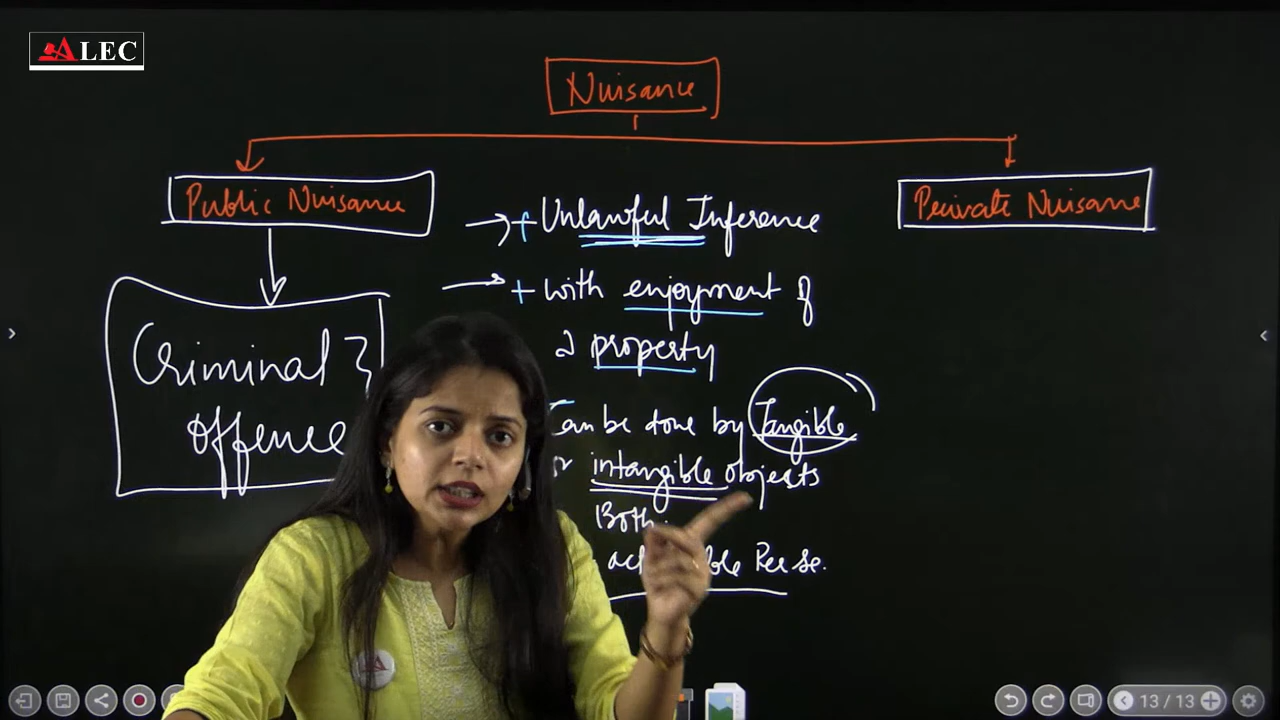 ALEC
Nuisance
Public Nuisance
Private Nuisance
→ + Unlawful Inference
→ + with enjoyment of
a property
Can be done by Tangible
or intangible objects
Both.
Per se.
Criminal
offence
13 / 13